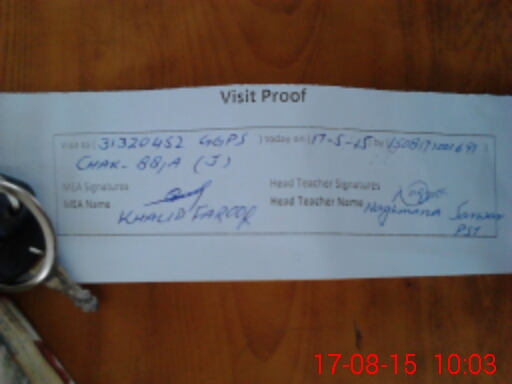 Visit Proof
Visit to ( 31320452 GGPS ) today on (17-5-15 by
CHAK- 88/A (J)
MEA Signatures
Head Teacher Signatures
MEA Name KHALID FAROOQ
Head Teacher Name Naghmana Sarwar
PST
17-08-15 10:03